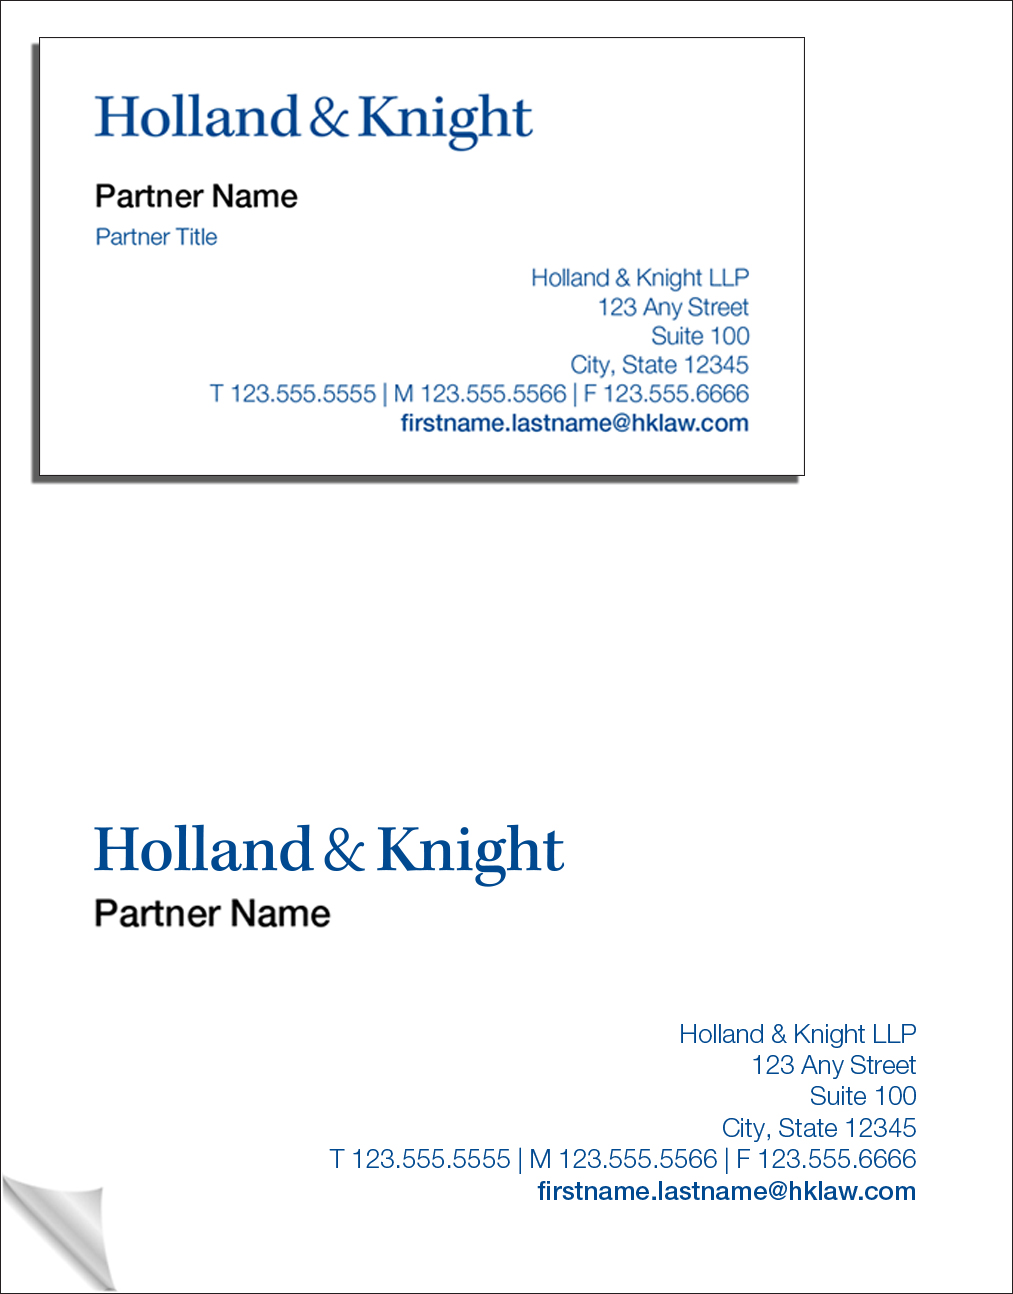 Holland & Knight
Partner Name
Partner Title
Holland & Knight LLP
123 Any Street
Suite 100
City, State 12345
T 123.555.5555 | M 123.555.5566 | F 123.555.6666
firstname.lastname@hklaw.com
Holland & Knight
Partner Name
Holland & Knight LLP
123 Any Street
Suite 100
City, State 12345
T 123.555.5555 | M 123.555.5566 | F 123.555.6666
firstname.lastname@hklaw.com